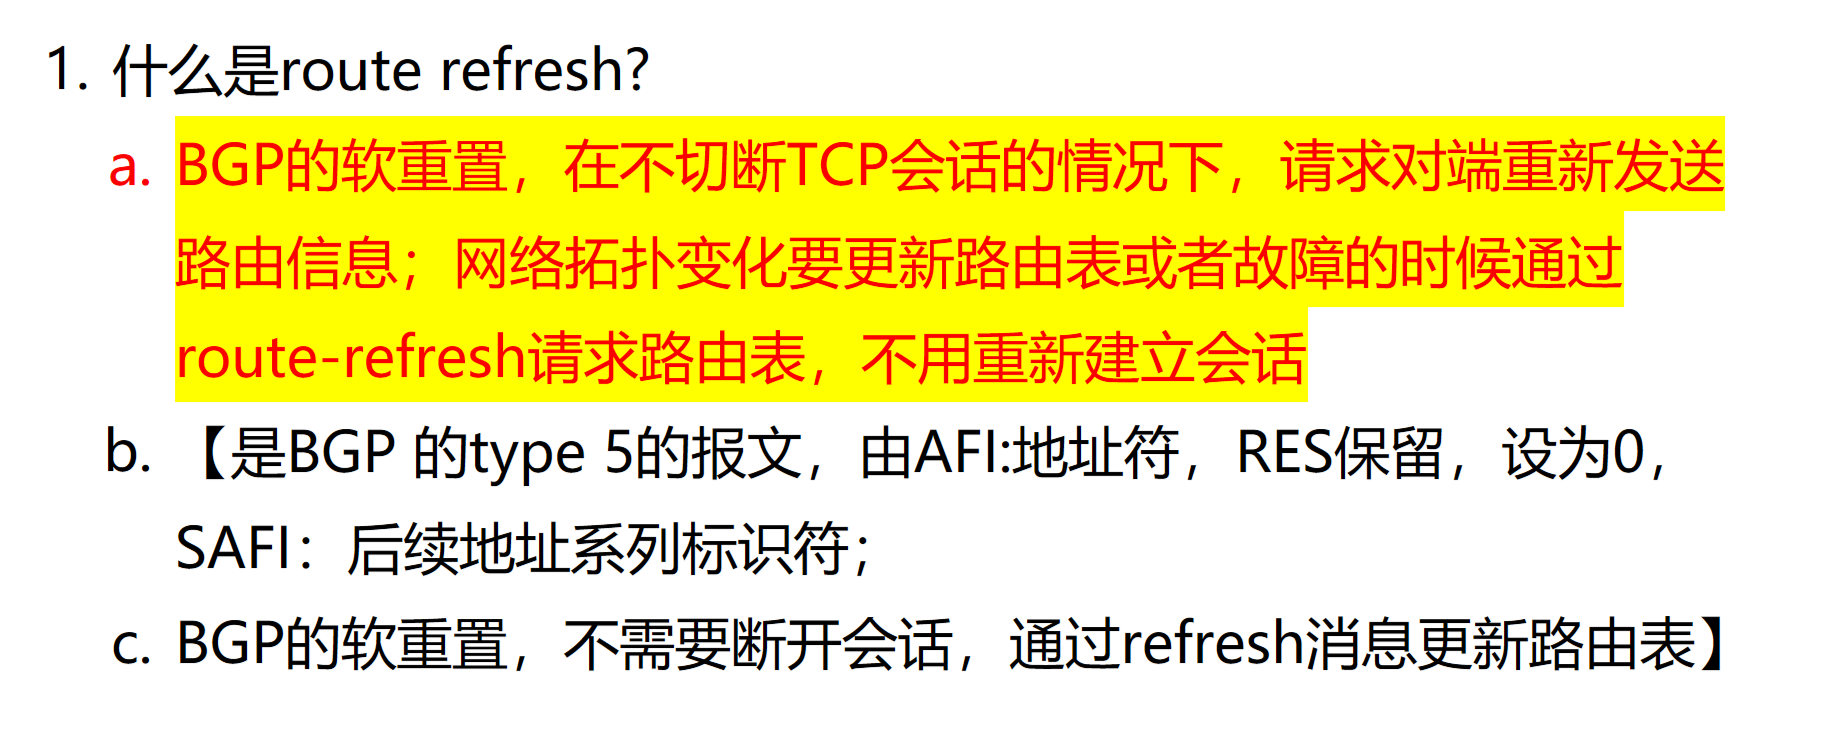 1. 什么是route refresh?
a. BGP的软重置，在不切断TCP会话的情况下，请求对端重新发送
路由信息；网络拓扑变化要更新路由表或者故障的时候通过
route-refresh请求路由表，不用重新建立会话
b. 【是BGP 的type 5的报文，由AFI:地址符，RES保留，设为0，
SAFI：后续地址系列标识符；
c. BGP的软重置，不需要断开会话，通过refresh消息更新路由表】